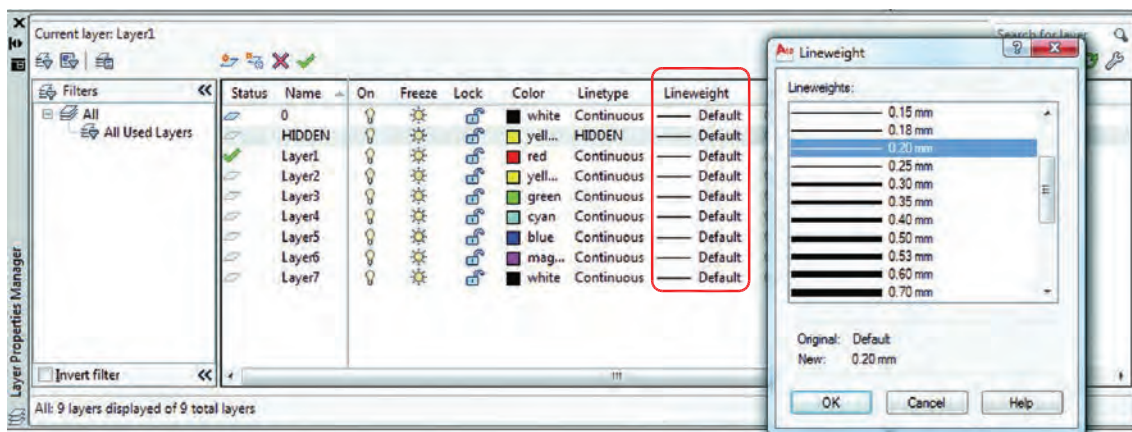 Current layer: Layer1
Search for layer
Filters
All
All Used Layers
Invert filter
Status Name On Freeze Lock Color Linetype Lineweight
0 white Continuous Default
HIDDEN yell... HIDDEN Default
Layer1 red Continuous Default
Layer2 yell... Continuous Default
Layer3 green Continuous Default
Layer4 cyan Continuous Default
Layer5 blue Continuous Default
Layer6 mag... Continuous Default
Layer7 white Continuous Default
Layer Properties Manager
All: 9 layers displayed of 9 total layers
Lineweight
Lineweights:
0.15 mm
0.18 mm
0.20 mm
0.25 mm
0.30 mm
0.35 mm
0.40 mm
0.50 mm
0.53 mm
0.60 mm
0.70 mm
Original: Default
New: 0.20 mm
OK Cancel Help